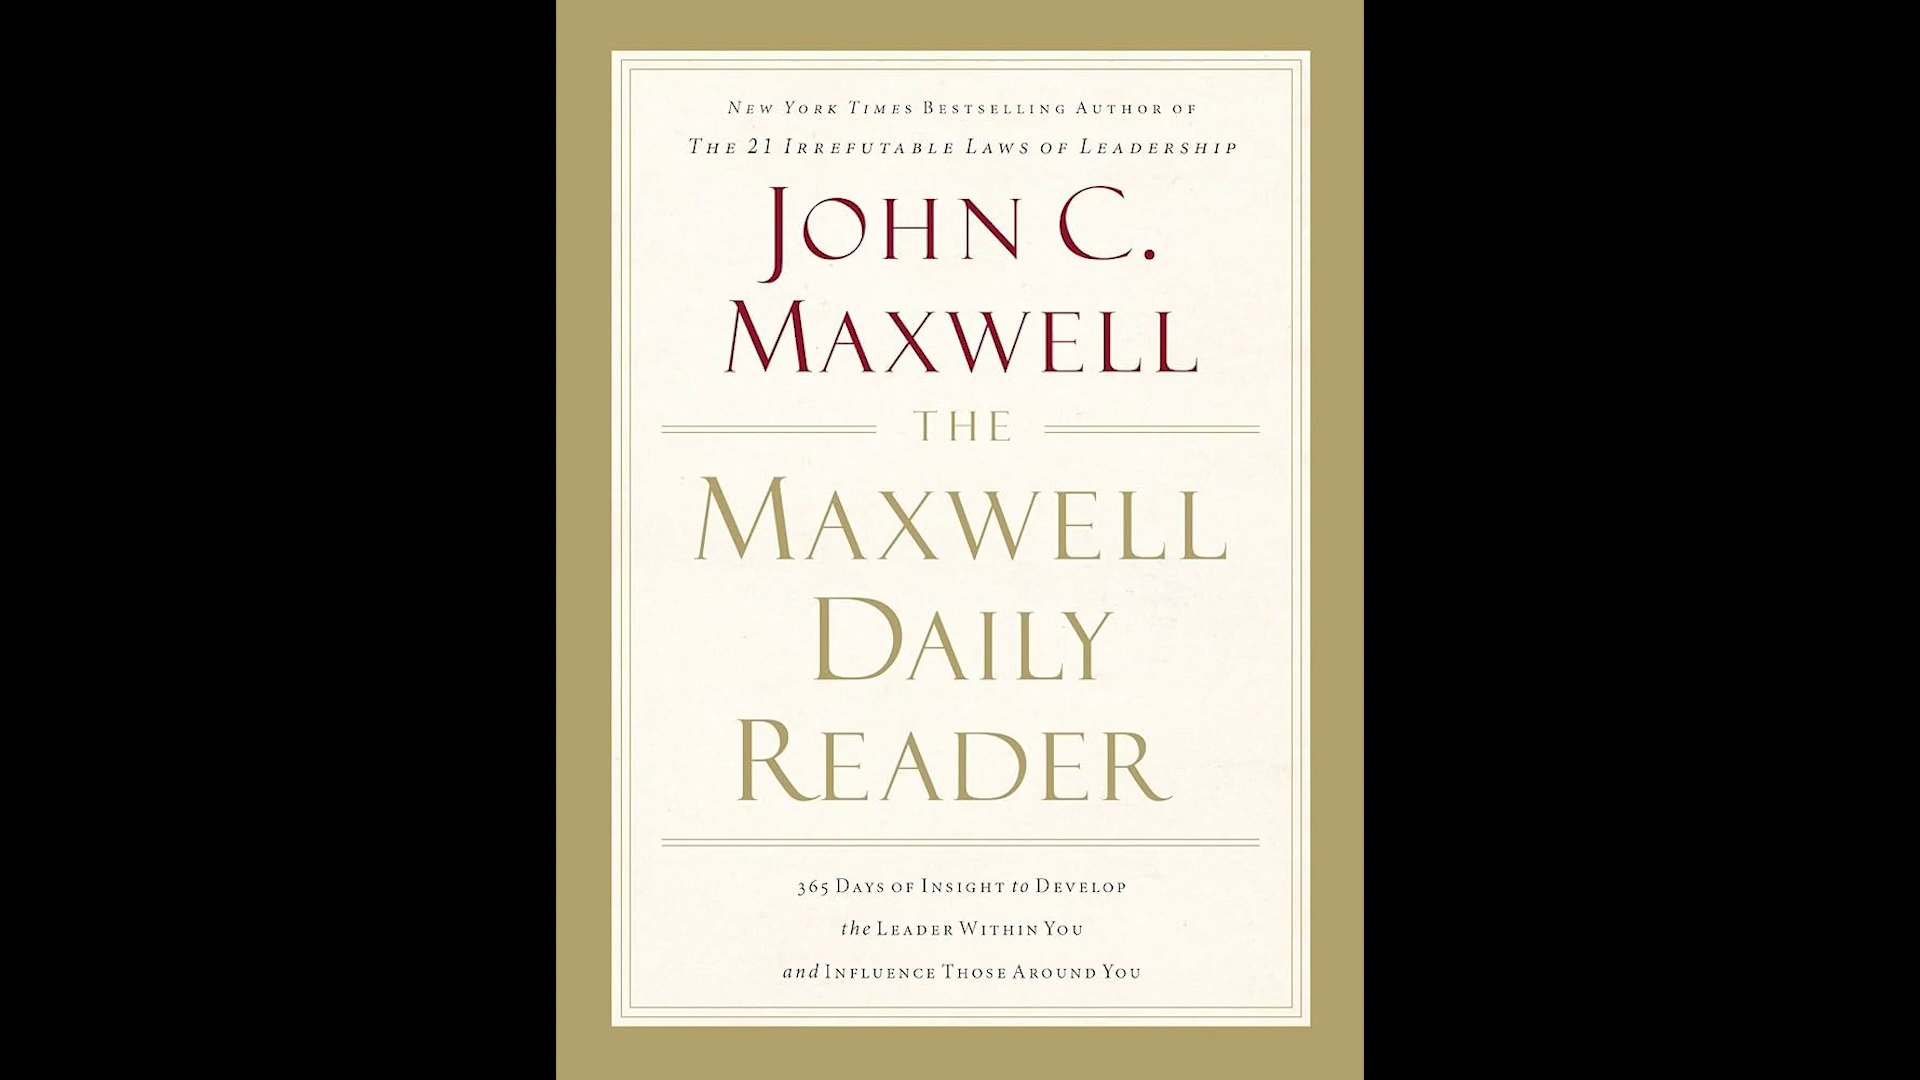 NEW YORK TIMES BESTSELLING AUTHOR OF
THE 21 IRREFUTABLE LAWS OF LEADERSHIP
JOHN C.
MAXWELL
THE
MAXWELL
DAILY
READER
365 DAYS OF INSIGHT to DEVELOP
the LEADER WITHIN YOU
and INFLUENCE THOSE AROUND YOU